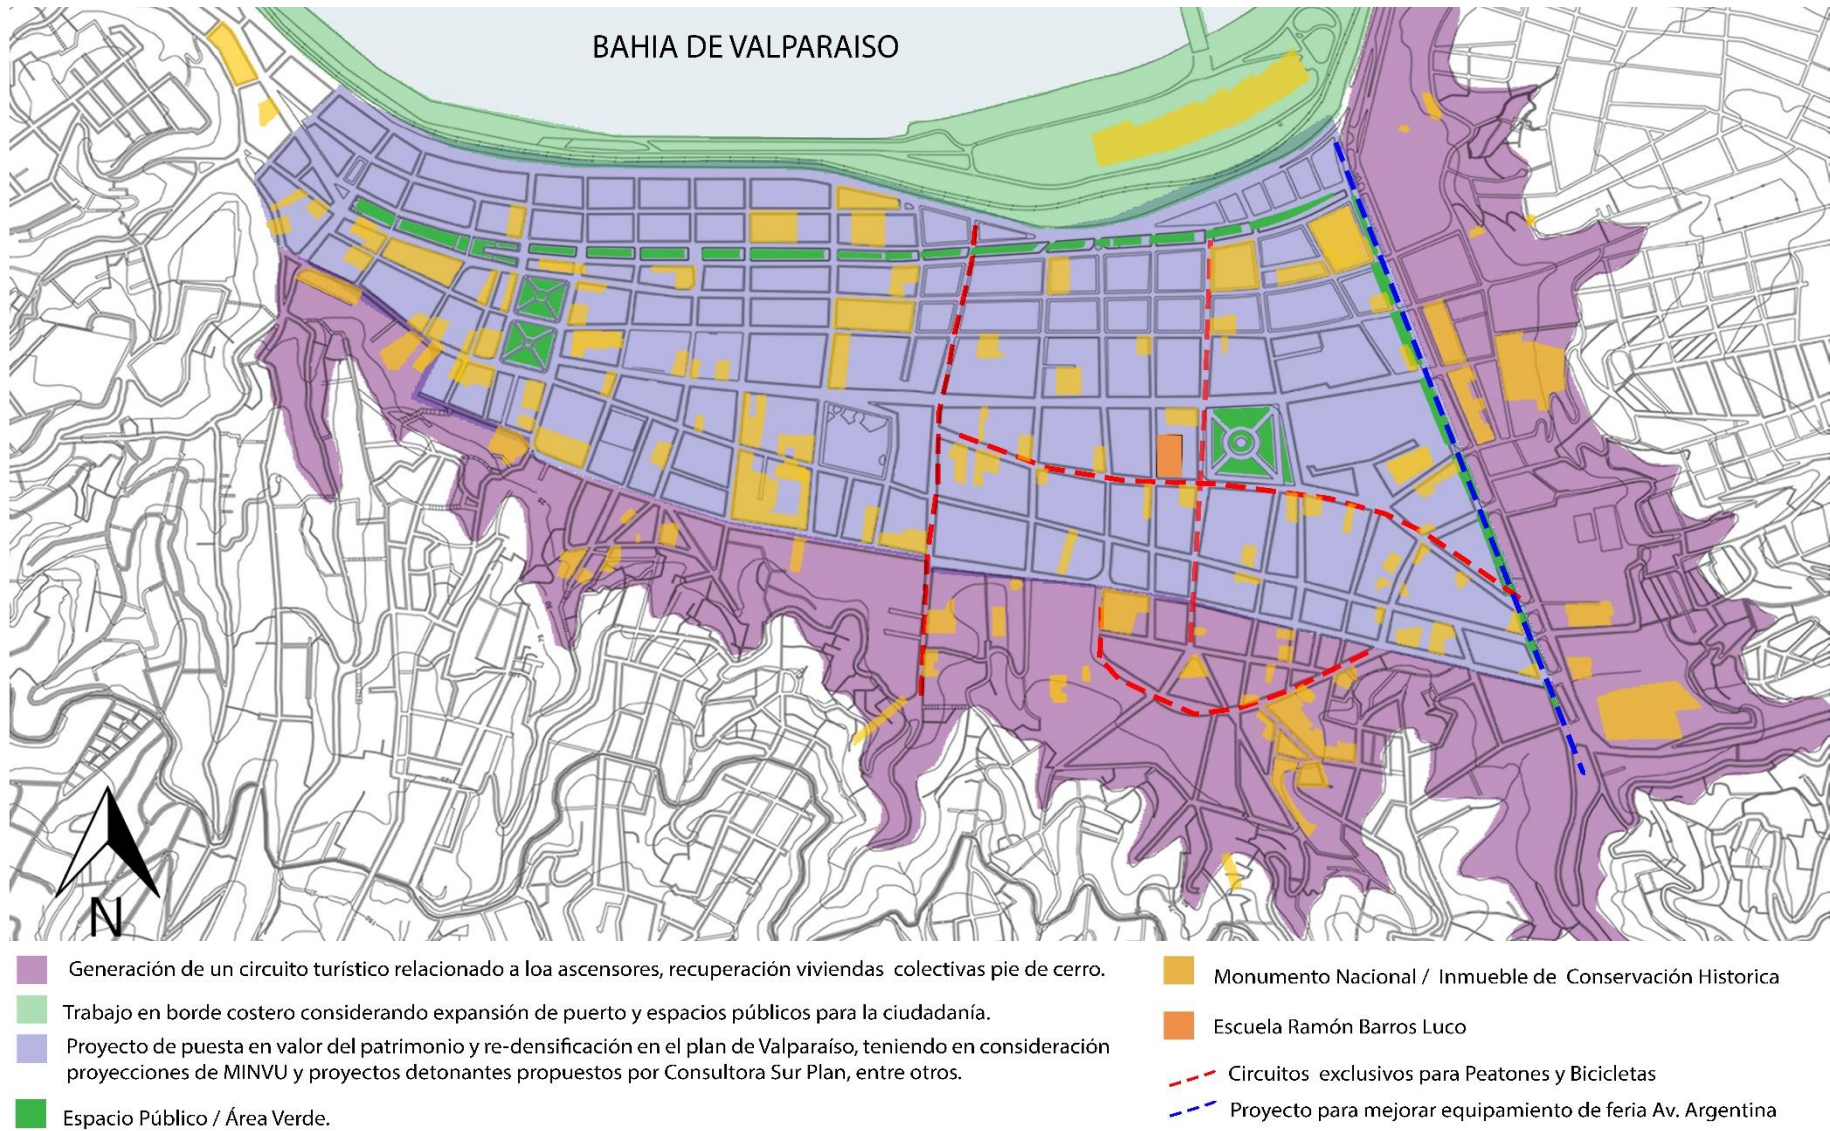 BAHIA DE VALPARAISO
N
Generación de un circuito turístico relacionado a loa ascensores, recuperación viviendas colectivas pie de cerro.
Trabajo en borde costero considerando expansión de puerto y espacios públicos para la ciudadanía.
Proyecto de puesta en valor del patrimonio y re-densificación en el plan de Valparaíso, teniendo en consideración
proyecciones de MINVU y proyectos detonantes propuestos por Consultora Sur Plan, entre otros.
Espacio Público / Área Verde.
Monumento Nacional / Inmueble de Conservación Historica
Escuela Ramón Barros Luco
Circuitos exclusivos para Peatones y Bicicletas
Proyecto para mejorar equipamiento de feria Av. Argentina